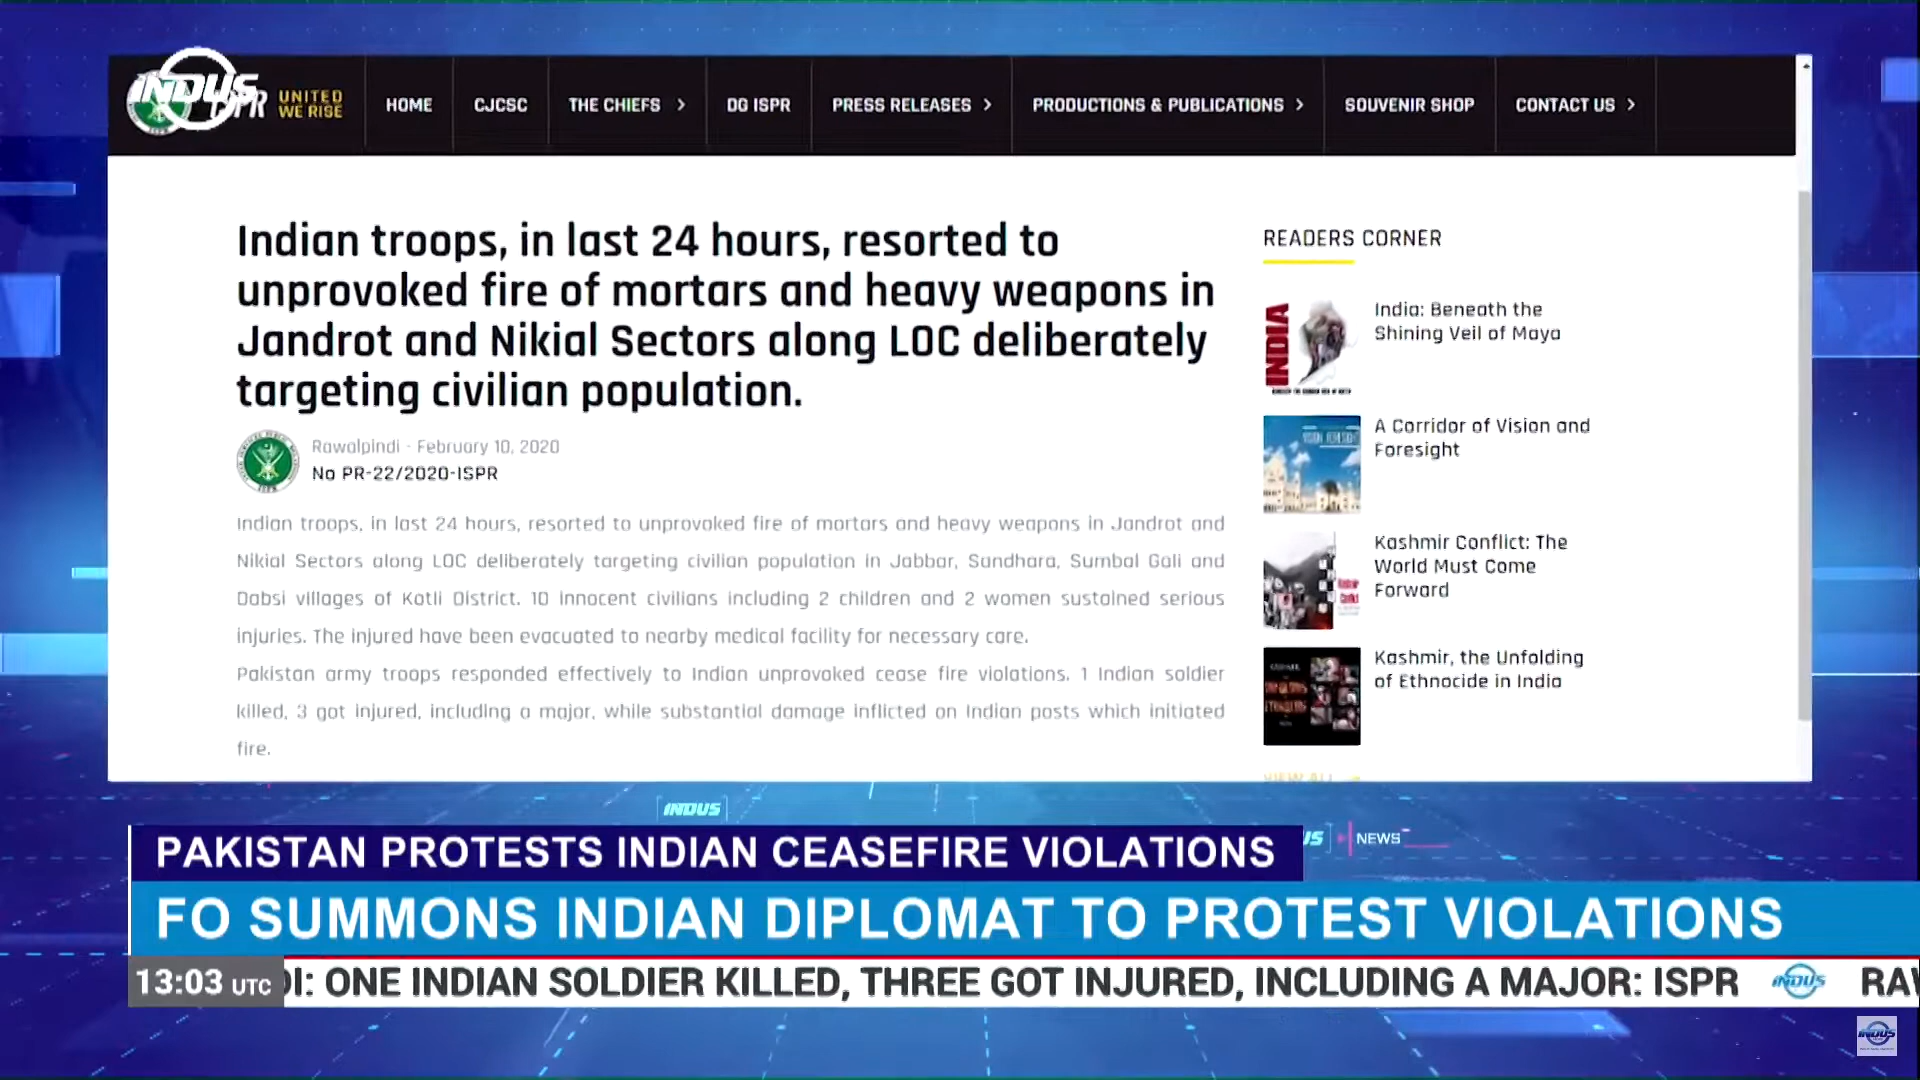 INDUS
UNITED
WE RISE
HOME
CJCSC
THE CHIEFS
DG ISPR
PRESS RELEASES
PRODUCTIONS & PUBLICATIONS
SOUVENIR SHOP
CONTACT US
Indian troops, in last 24 hours, resorted to
unprovoked fire of mortars and heavy weapons in
Jandrot and Nikial Sectors along LOC deliberately
targeting civilian population.
Rawalpindi - February 10, 2020
No PR-22/2020-ISPR
Indian troops, in last 24 hours, resorted to unprovoked fire of mortars and heavy weapons in Jandrot and
Nikial Sectors along LOC deliberately targeting civilian population in Jabbar, Sandhara, Sumbal Gali and
Dabsi villages of Kotli District. 10 innocent civilians including 2 children and 2 women sustained serious
injuries. The injured have been evacuated to nearby medical facility for necessary care.
Pakistan army troops responded effectively to Indian unprovoked cease fire violations. 1 Indian soldier
killed, 3 got injured, including a major, while substantial damage inflicted on Indian posts which initiated
fire.
READERS CORNER
INDIA
India: Beneath the
Shining Veil of Maya
A Corridor of Vision and
Foresight
Kashmir Conflict: The
World Must Come
Forward
Kashmir, the Unfolding
of Ethnocide in India
VIEW ALL
INDUS
NEWS
PAKISTAN PROTESTS INDIAN CEASEFIRE VIOLATIONS
FO SUMMONS INDIAN DIPLOMAT TO PROTEST VIOLATIONS
13:03 UTC
DI: ONE INDIAN SOLDIER KILLED, THREE GOT INJURED, INCLUDING A MAJOR: ISPR
INDUS
RAW
INDUS